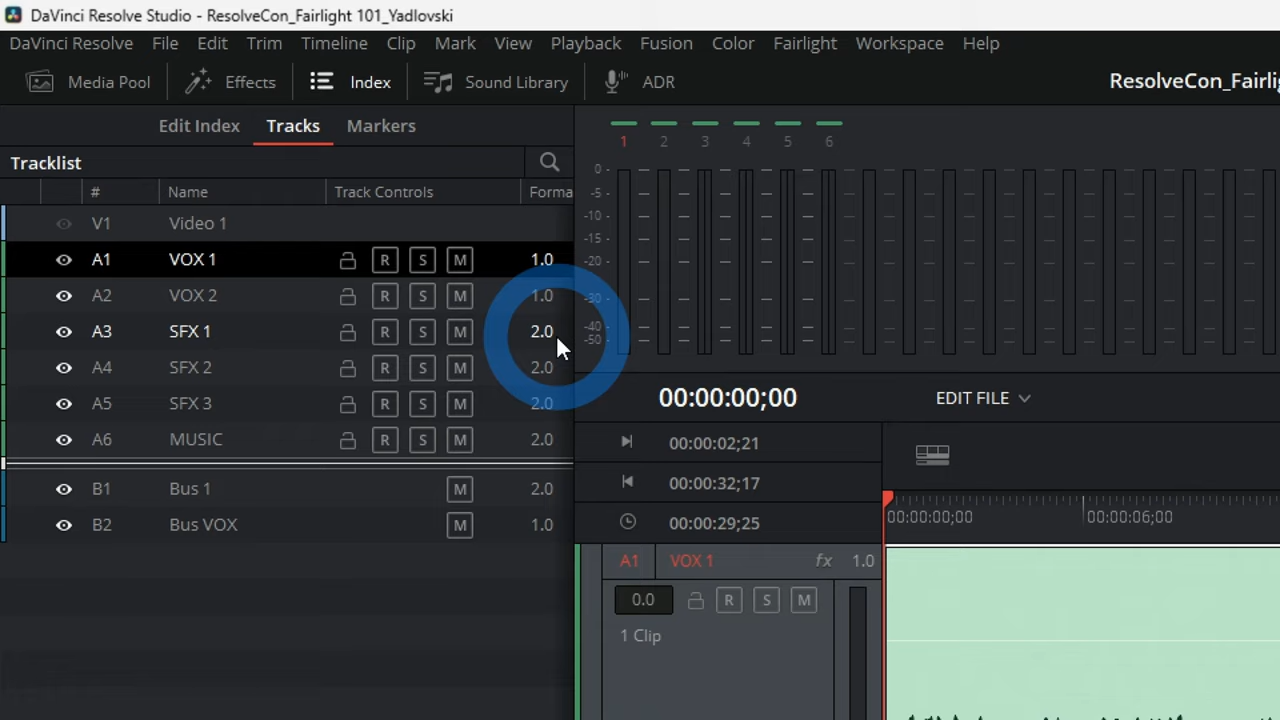 DaVinci Resolve Studio - ResolveCon_Fairlight 101_Yadlovski
DaVinci Resolve File Edit Trim Timeline Clip Mark View Playback Fusion Color Fairlight Workspace Help
Media Pool Effects Index Sound Library ADR ResolveCon_Fairlig
Edit Index Tracks Markers
1 2 3 4 5 6
Tracklist
# Name Track Controls Forma
V1 Video 1
A1 VOX 1 R S M 1.0
A2 VOX 2 R S M 1.0
A3 SFX 1 R S M 2.0
A4 SFX 2 R S M 2.0
A5 SFX 3 R S M 2.0
A6 MUSIC R S M 2.0
B1 Bus 1 M 2.0
B2 Bus VOX M 1.0
0
-5
-10
-15
-20
-30
-40
-50
00:00:00;00 EDIT FILE
00:00:02;21
00:00:32;17
00:00:29;25
00:00:00;00 00:00:06;00
A1 VOX 1 fx 1.0
0.0 R S M
1 Clip